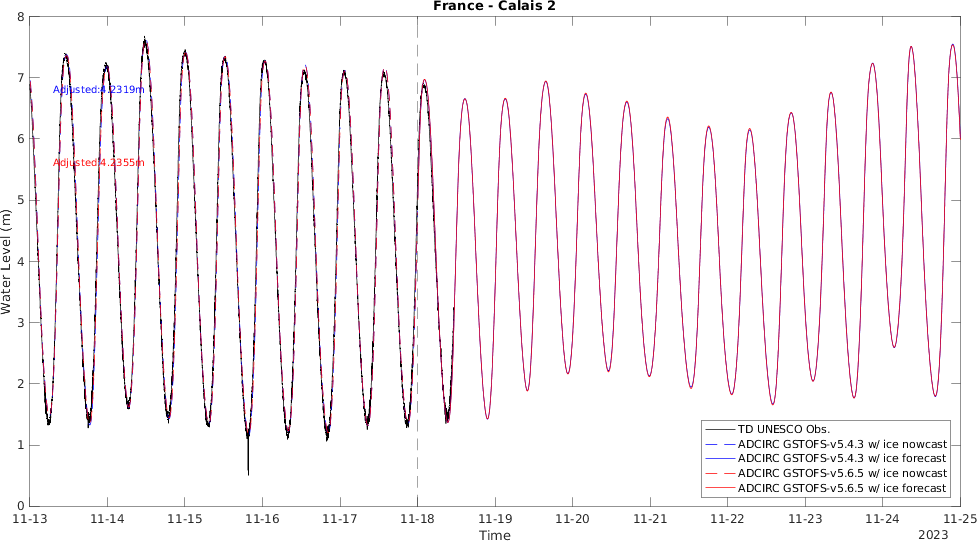 France - Calais 2
8
7
6
5
4
3
2
1
0
Water Level (m)
Adjusted:4.2319m
Adjusted:4.2355m
TD UNESCO Obs.
ADCIRC GSTOFS-v5.4.3 w/ ice nowcast
ADCIRC GSTOFS-v5.4.3 w/ ice forecast
ADCIRC GSTOFS-v5.6.5 w/ ice nowcast
ADCIRC GSTOFS-v5.6.5 w/ ice forecast
11-13 11-14 11-15 11-16 11-17 11-18 11-19 11-20 11-21 11-22 11-23 11-24 11-25
Time
2023